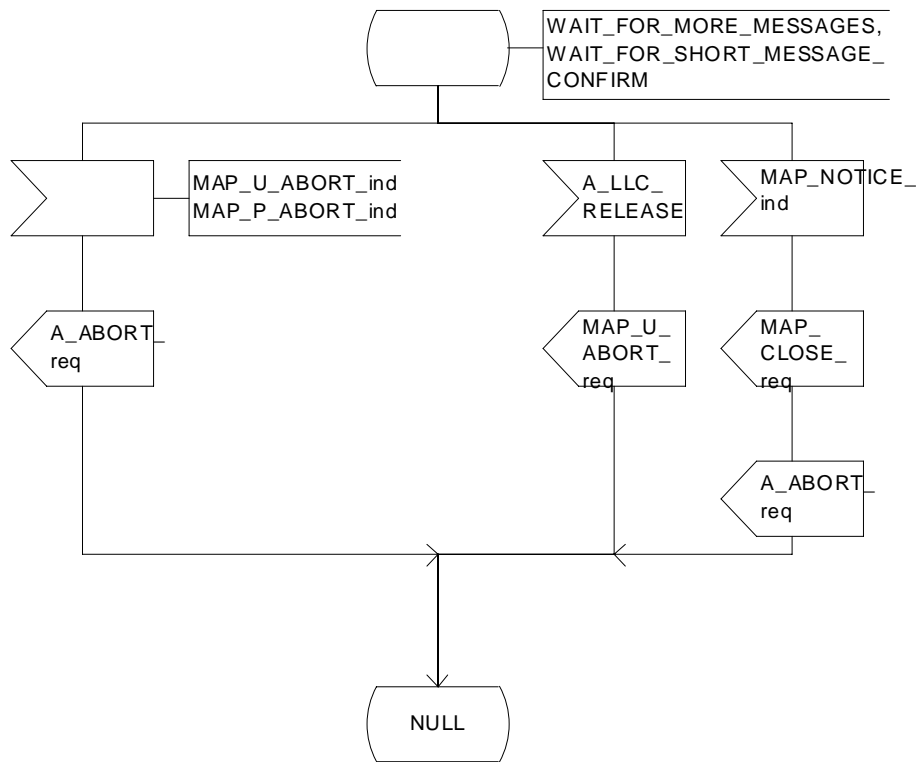 WAIT_FOR_MORE_MESSAGES,
WAIT_FOR_SHORT_MESSAGE_
CONFIRM
MAP_U_ABORT_ind
MAP_P_ABORT_ind
A_LLC_
RELEASE
MAP_NOTICE_
ind
A_ABORT_
req
MAP_U_
ABORT_
req
MAP_
CLOSE_
req
A_ABORT_
req
NULL